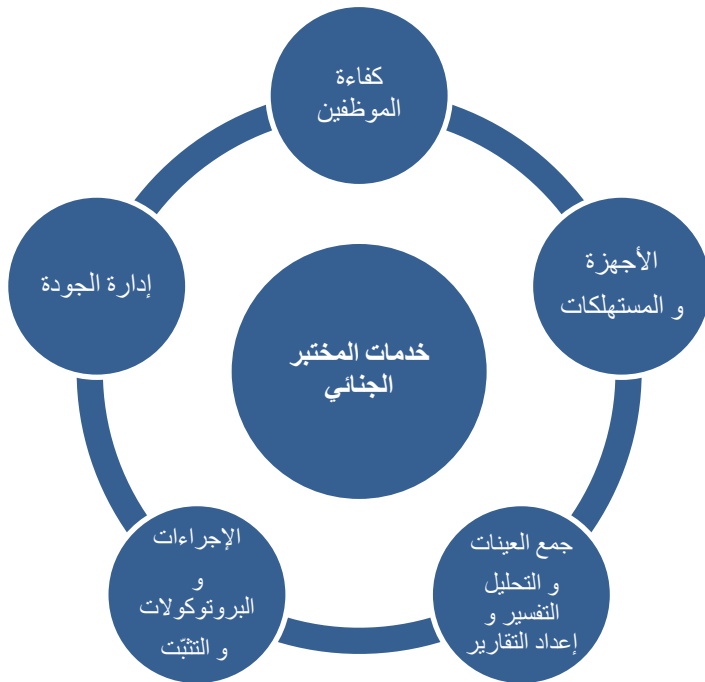 كفاءة
الموظفين
الأجهزة
و المستهلكات
جمع العينات
و التحليل
التفسير و
إعداد التقارير
الإجراءات
و
البروتوكولات
و التثبّت
إدارة الجودة
خدمات المختبر
الجنائي